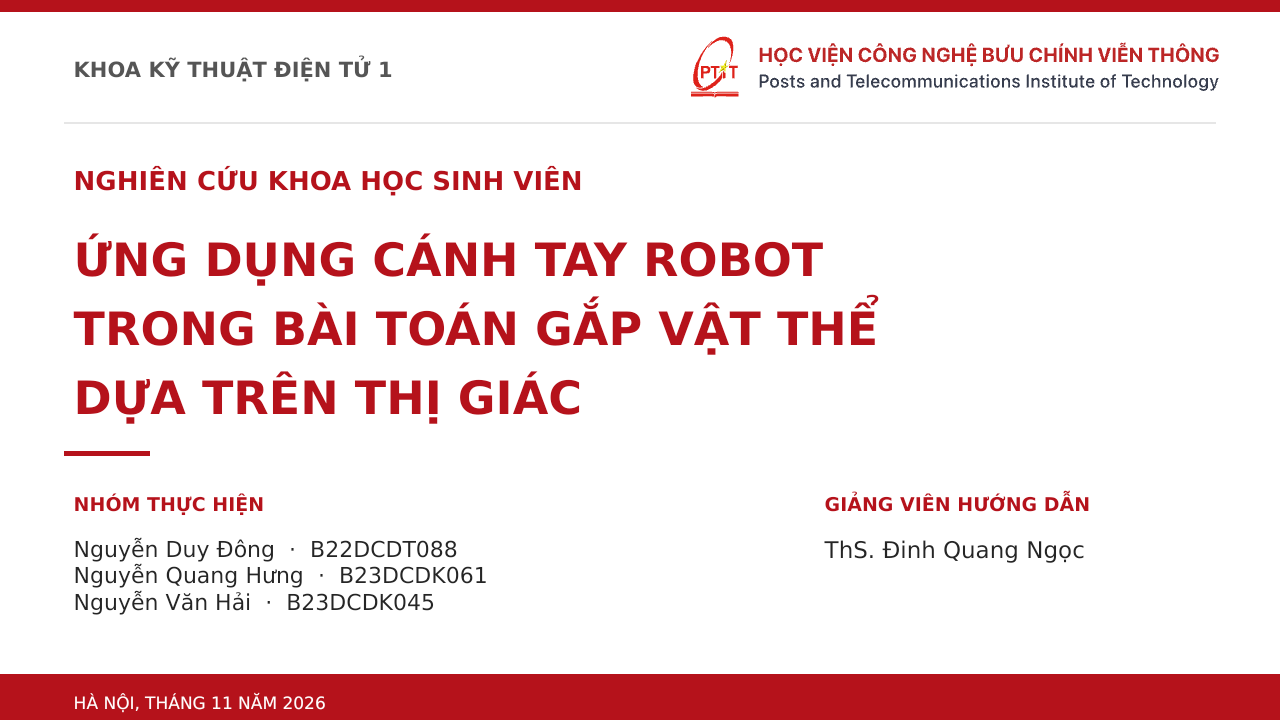 KHOA KỸ THUẬT ĐIỆN TỬ 1
PTIT
HỌC VIỆN CÔNG NGHỆ BƯU CHÍNH VIỄN THÔNG
Posts and Telecommunications Institute of Technology
NGHIÊN CỨU KHOA HỌC SINH VIÊN
ỨNG DỤNG CÁNH TAY ROBOT
TRONG BÀI TOÁN GẮP VẬT THỂ
DỰA TRÊN THỊ GIÁC
NHÓM THỰC HIỆN
Nguyễn Duy Đông · B22DCDT088
Nguyễn Quang Hưng · B23DCDK061
Nguyễn Văn Hải · B23DCDK045
GIẢNG VIÊN HƯỚNG DẪN
ThS. Đinh Quang Ngọc
HÀ NỘI, THÁNG 11 NĂM 2026